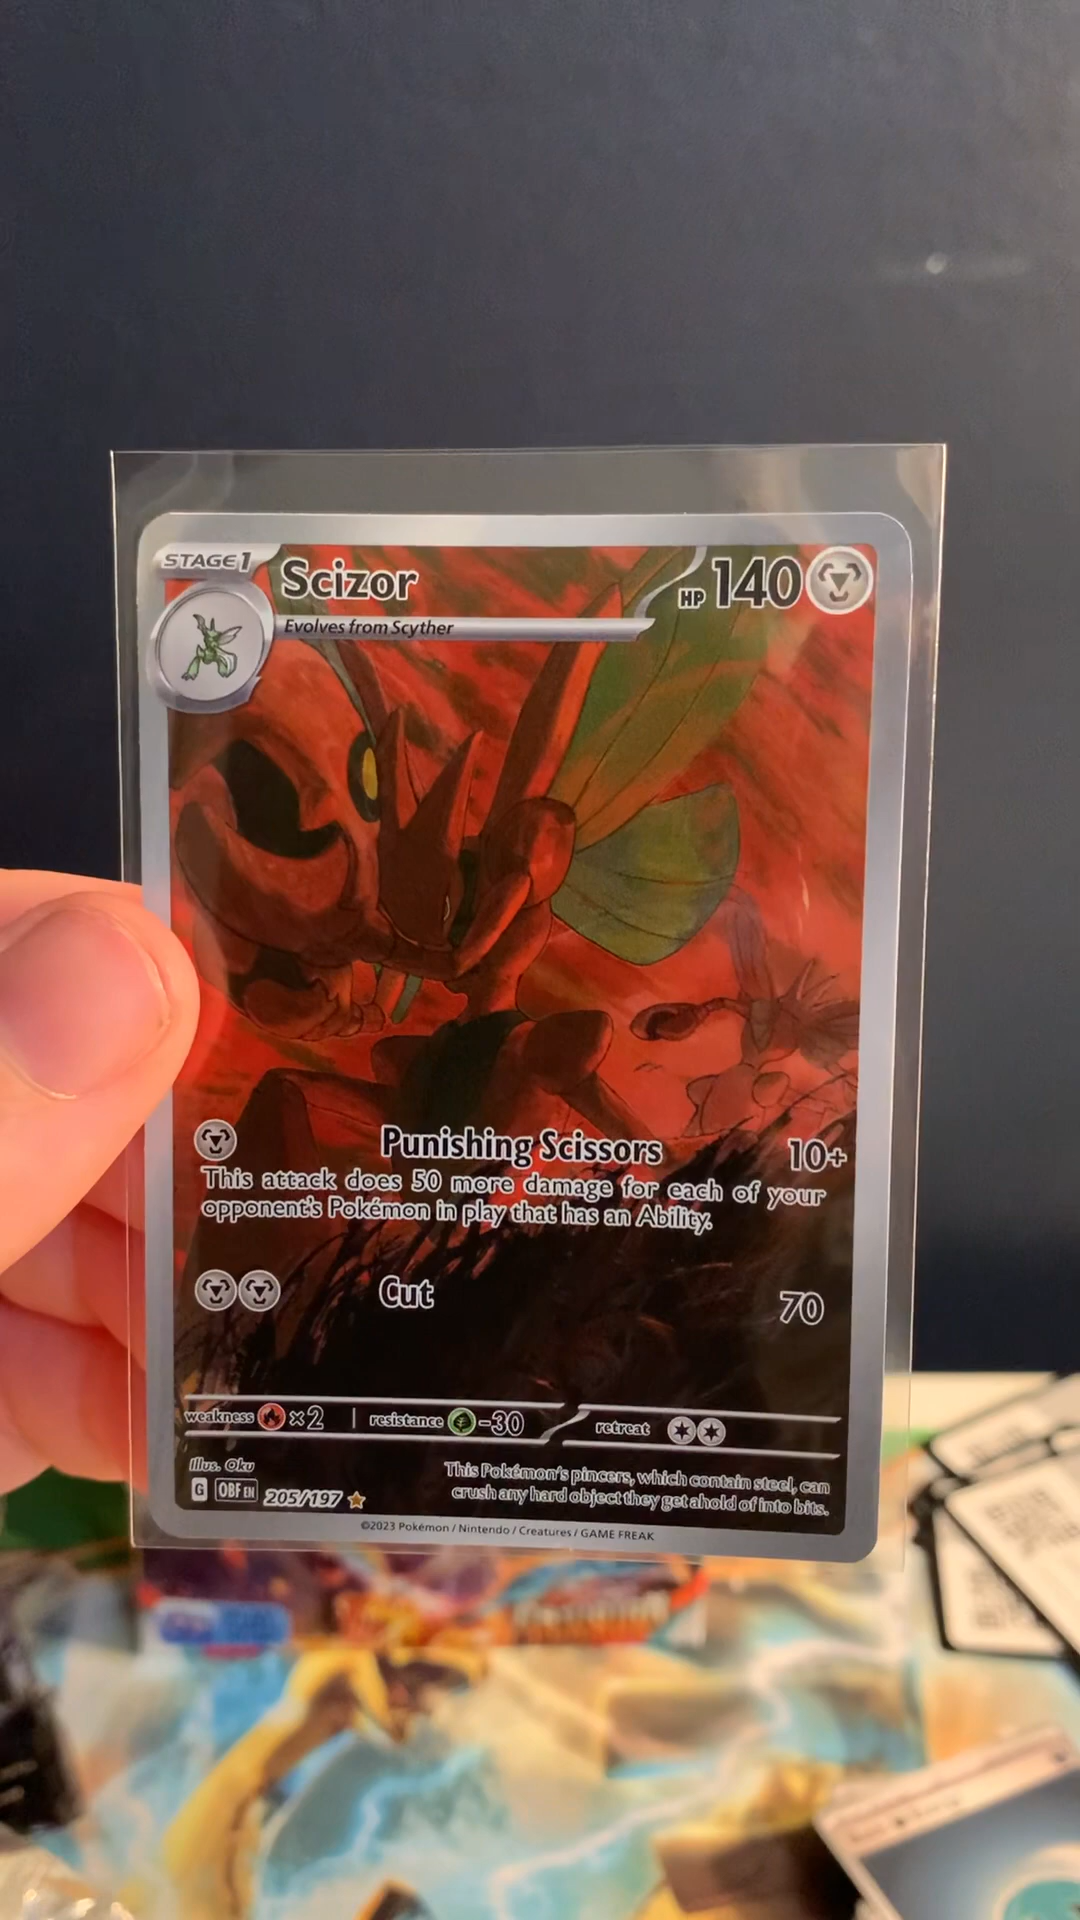 STAGE1
Scizor
HP 140
Evolves from Scyther
Punishing Scissors 10+
This attack does 50 more damage for each of your
opponent's Pokémon in play that has an Ability.
Cut 70
weakness ×2 | resistance -30 retreat
Illus. Oku
This Pokémon's pincers, which contain steel, can
crush any hard object they get ahold of into bits.
G OBF EN 205/197
©2023 Pokémon / Nintendo / Creatures / GAME FREAK